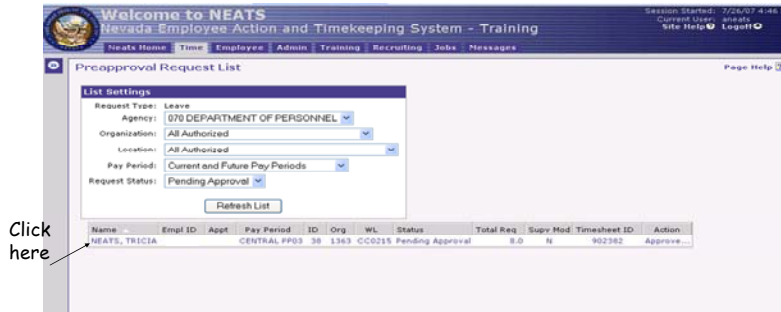 Welcome to NEATS
Nevada Employee Action and Timekeeping System - Training
Session Started: 7/26/07 4:46
Current User: aneats
Site Help Logoff
Neats Home Time Employee Admin Training Recruiting Jobs Messages
Preapproval Request List
Page Help
List Settings
Request Type: Leave
Agency: 070 DEPARTMENT OF PERSONNEL
Organization: All Authorized
Location: All Authorized
Pay Period: Current and Future Pay Periods
Request Status: Pending Approval
Refresh List
Click here
Name Empl ID Appt Pay Period ID Org WL Status Total Req Supv Mod Timesheet ID Action
NEATS, TRICIA CENTRAL PP03 38 1363 CC0215 Pending Approval 8.0 N 902382 Approve...